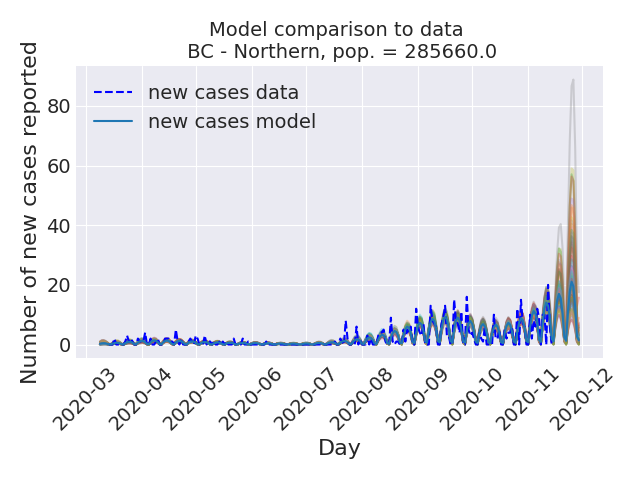 Model comparison to data
BC - Northern, pop. = 285660.0
Number of new cases reported
80
60
40
20
0
new cases data
new cases model
2020-03
2020-04
2020-05
2020-06
2020-07
2020-08
2020-09
2020-10
2020-11
2020-12
Day